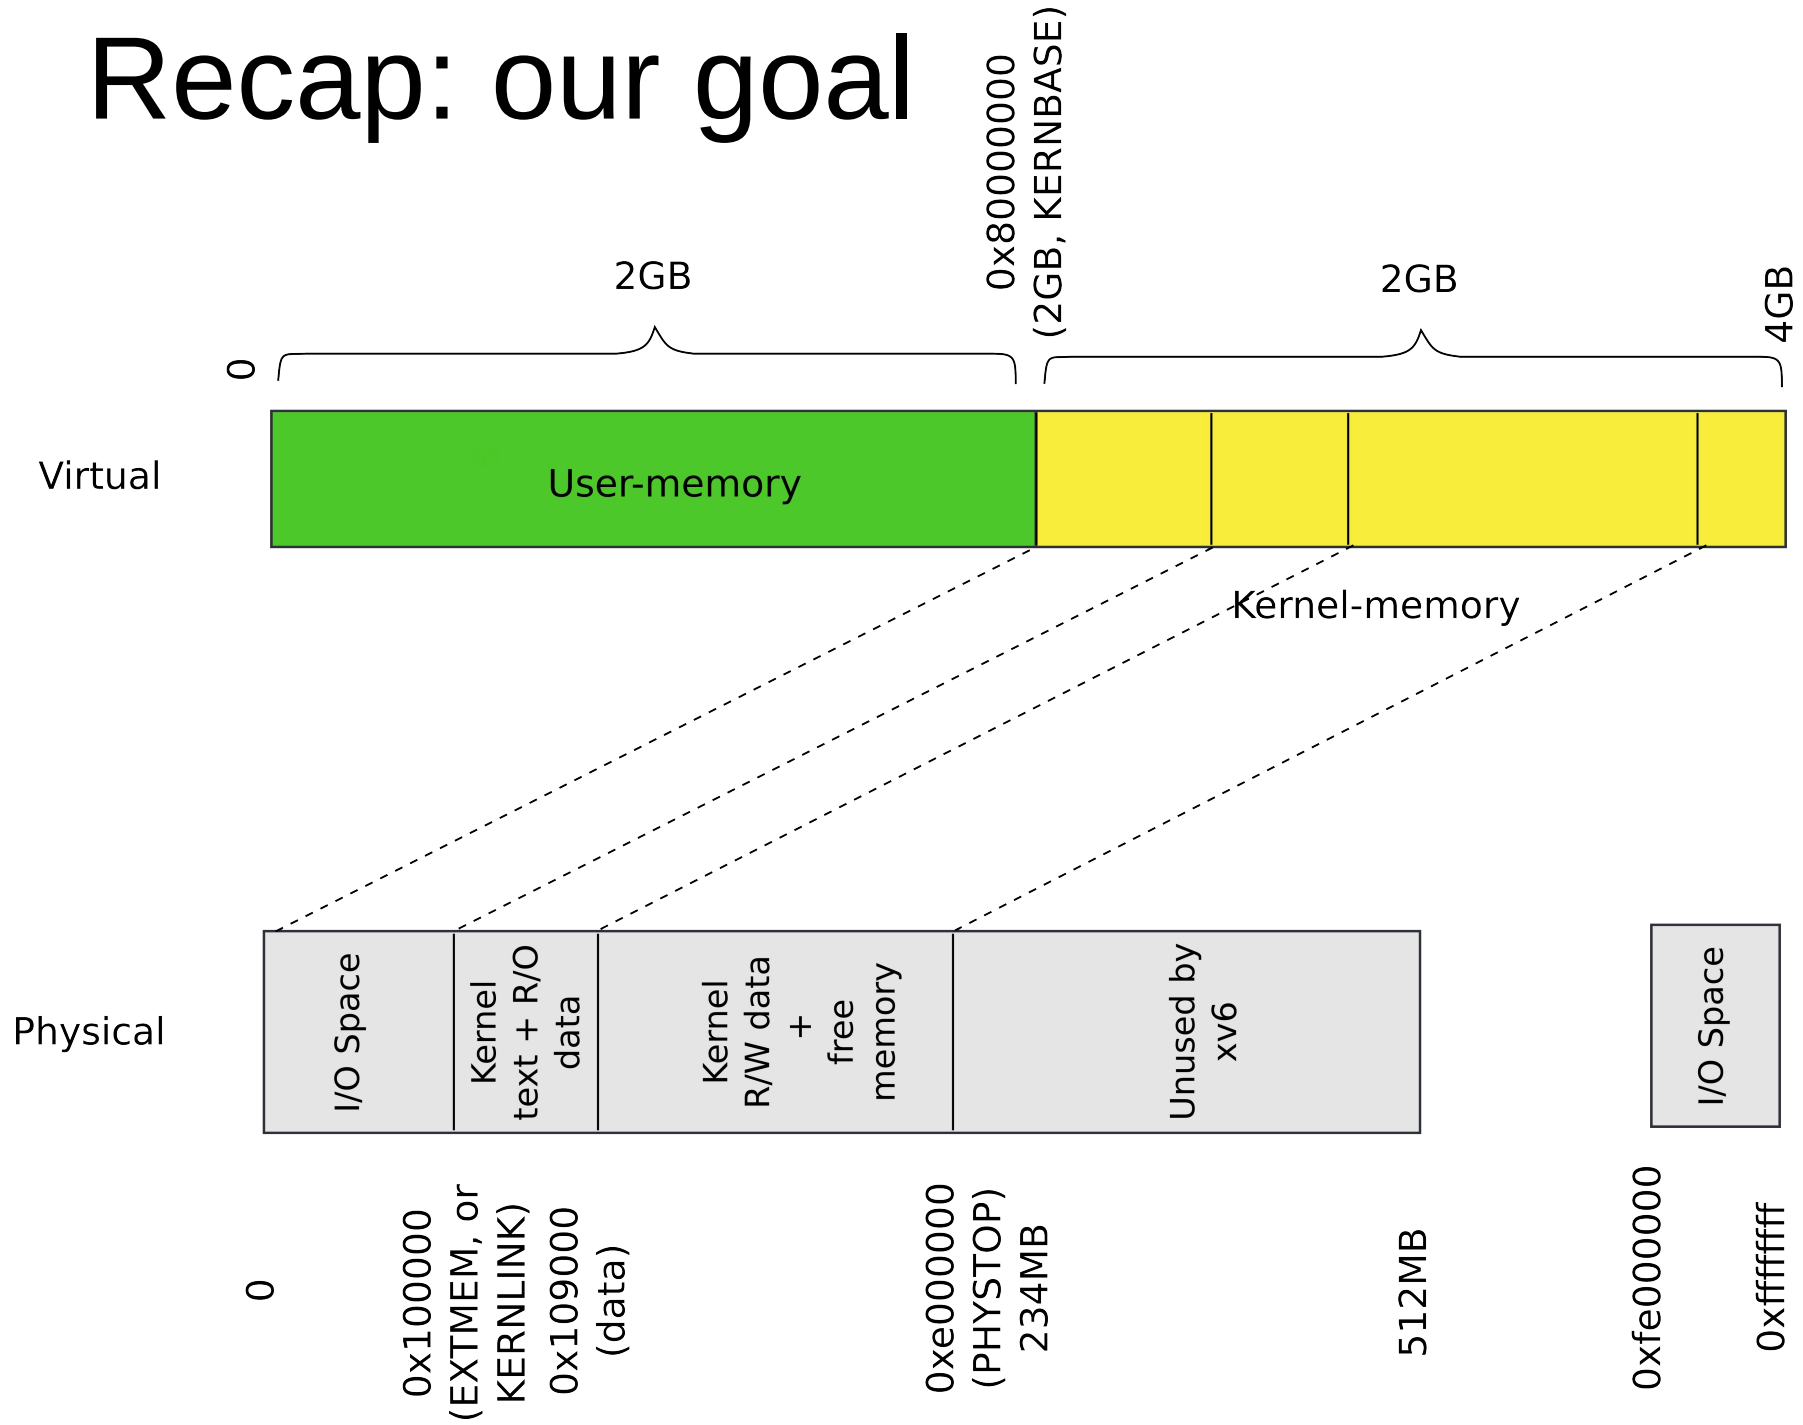 Recap: our goal
0x80000000
(2GB, KERNBASE)
2GB
2GB
4GB
0
Virtual
User-memory
Kernel-memory
Physical
I/O Space
Kernel
text + R/O
data
Kernel
R/W data
+
free
memory
Unused by
xv6
I/O Space
0
0x100000
(EXTMEM, or
KERNLINK)
0x109000
(data)
0xe000000
(PHYSTOP)
234MB
512MB
0xfe000000
0xffffffff